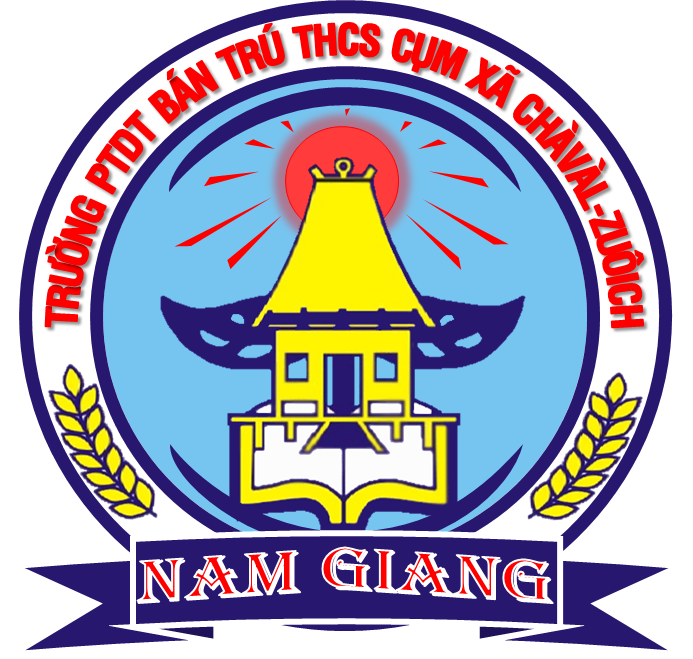 TRƯỜNG PTDT BÁN TRÚ THCS CỤM XÃ CHÀVÀL-ZUÔICH
NAM GIANG